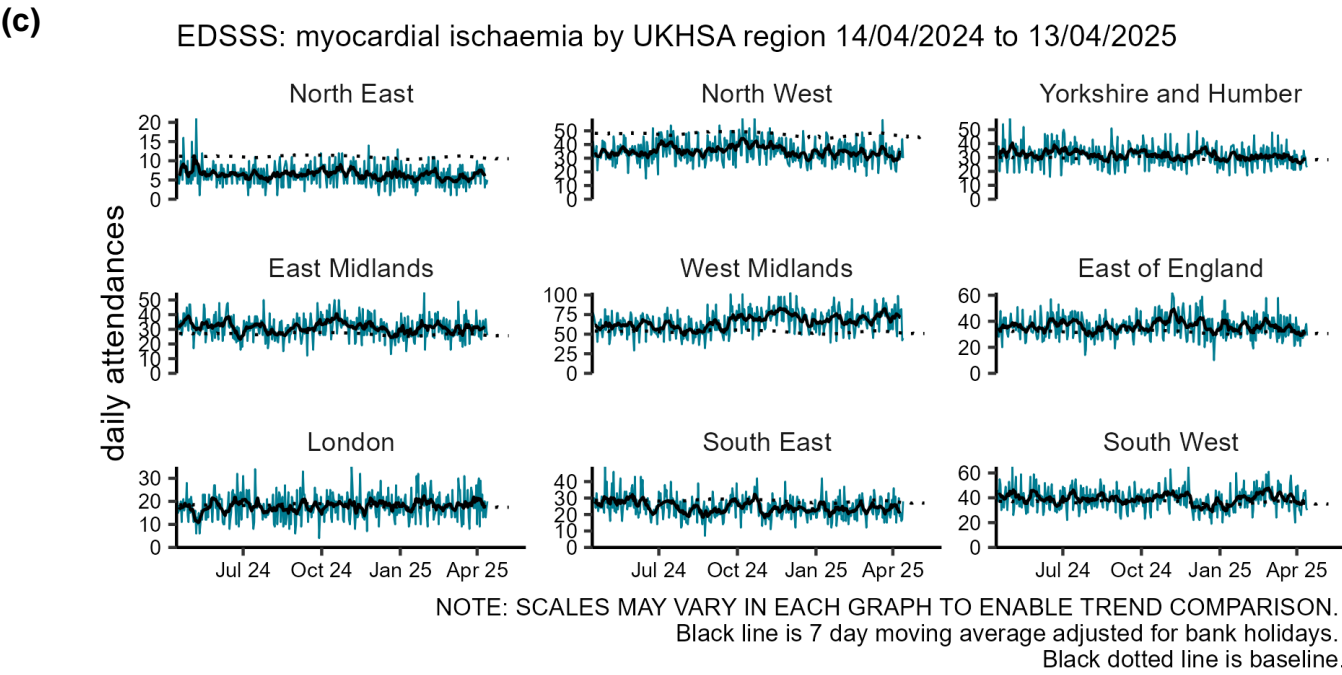 (c)
EDSSS: myocardial ischaemia by UKHSA region 14/04/2024 to 13/04/2025
daily attendances
North East
20
15
10
5
0
North West
50
40
30
20
10
0
Yorkshire and Humber
50
40
30
20
10
0
East Midlands
50
40
30
20
10
0
West Midlands
100
75
50
25
0
East of England
60
40
20
0
London
30
20
10
0
Jul 24 Oct 24 Jan 25 Apr 25
South East
40
30
20
10
0
Jul 24 Oct 24 Jan 25 Apr 25
South West
60
40
20
0
Jul 24 Oct 24 Jan 25 Apr 25
NOTE: SCALES MAY VARY IN EACH GRAPH TO ENABLE TREND COMPARISON.
Black line is 7 day moving average adjusted for bank holidays.
Black dotted line is baseline.